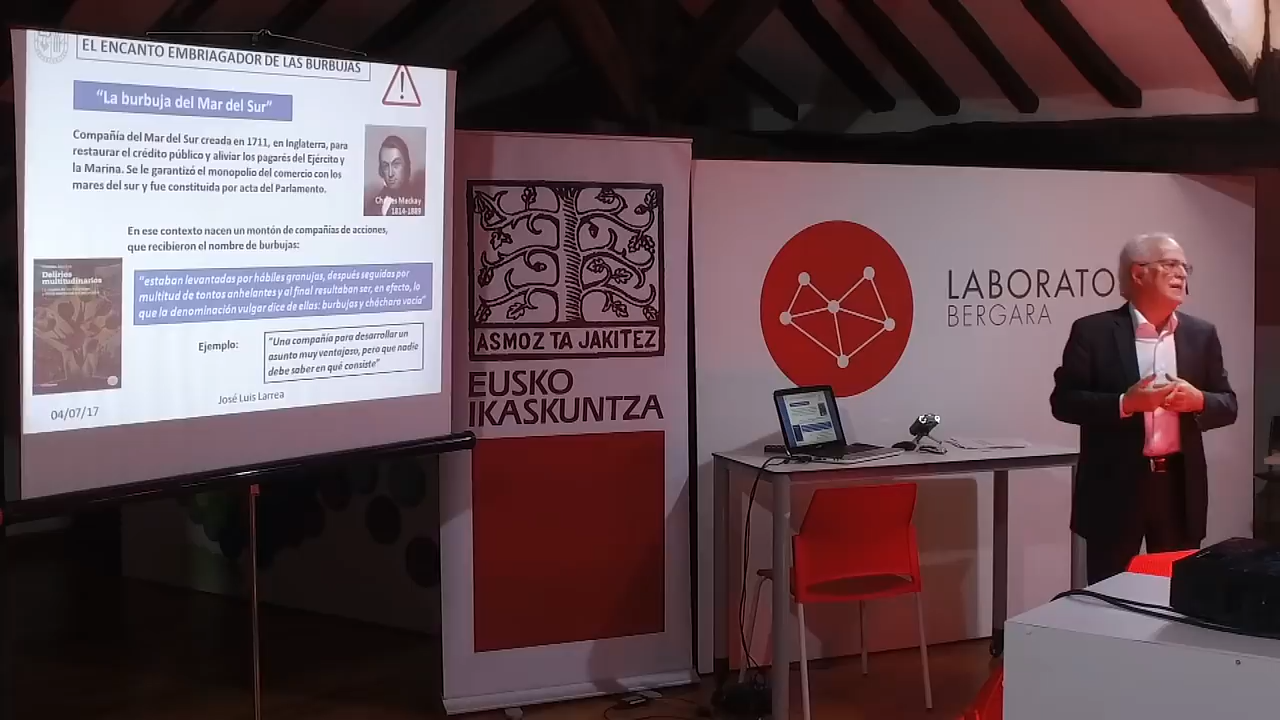 EL ENCANTO EMBRIAGADOR DE LAS BURBUJAS
"La burbuja del Mar del Sur"
Compañía del Mar del Sur creada en 1711, en Inglaterra, para
restaurar el crédito público y aliviar los pagarés del Ejército y
la Marina. Se le garantizó el monopolio del comercio con los
mares del sur y fue constituida por acta del Parlamento.
Charles Mackay
1814-1889
En ese contexto nacen un montón de compañías de acciones,
que recibieron el nombre de burbujas:
Delirios
multitudinarios
"estaban levantadas por hábiles granujas, después seguidas por
multitud de tontos anhelantes y al final resultaban ser, en efecto, lo
que la denominación vulgar dice de ellas: burbujas y cháchara vacía"
Ejemplo:
"Una compañía para desarrollar un
asunto muy ventajoso, pero que nadie
debe saber en qué consiste"
04/07/17
José Luis Larrea
ASMOZ TA JAKITEZ
EUSKO
IKASKUNTZA
LABORATO
BERGARA